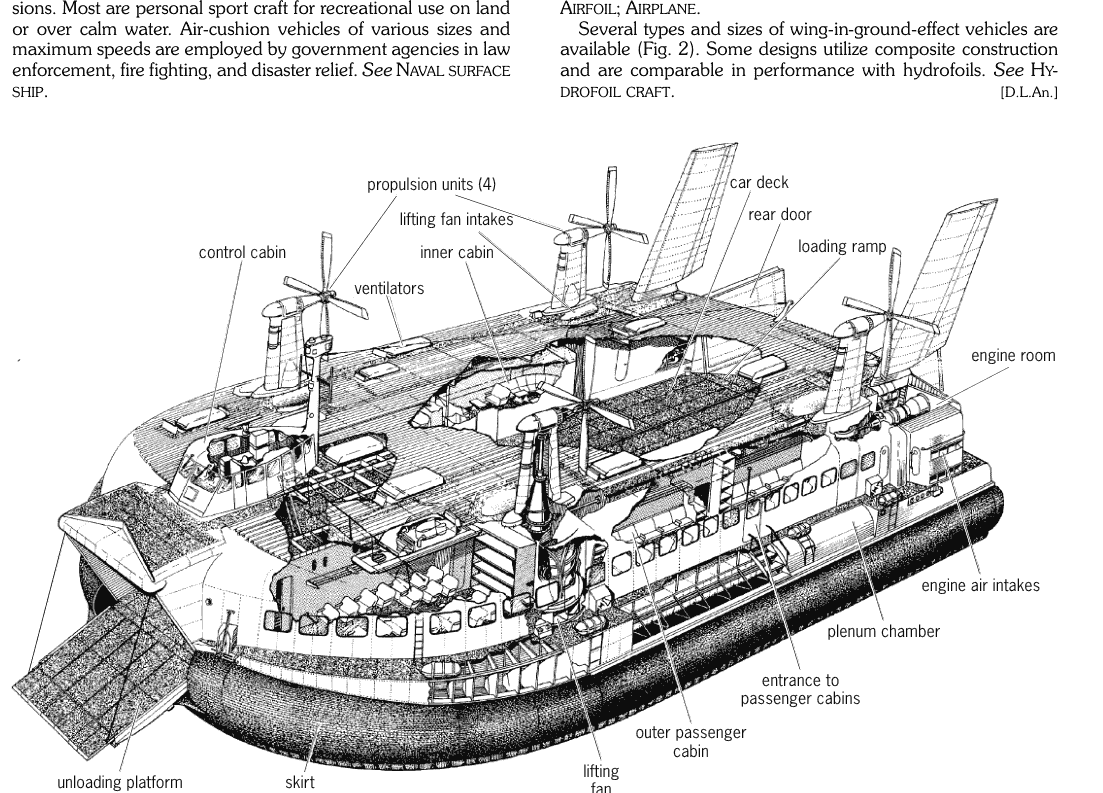 sions. Most are personal sport craft for recreational use on land
or over calm water. Air-cushion vehicles of various sizes and
maximum speeds are employed by government agencies in law
enforcement, fire fighting, and disaster relief. See NAVAL SURFACE
SHIP.
AIRFOIL; AIRPLANE.
Several types and sizes of wing-in-ground-effect vehicles are
available (Fig. 2). Some designs utilize composite construction
and are comparable in performance with hydrofoils. See HY-
DROFOIL CRAFT. [D.L.An.]
propulsion units (4)
car deck
lifting fan intakes
rear door
control cabin
inner cabin
loading ramp
ventilators
engine room
engine air intakes
plenum chamber
entrance to
passenger cabins
outer passenger
cabin
unloading platform
skirt
lifting
fan